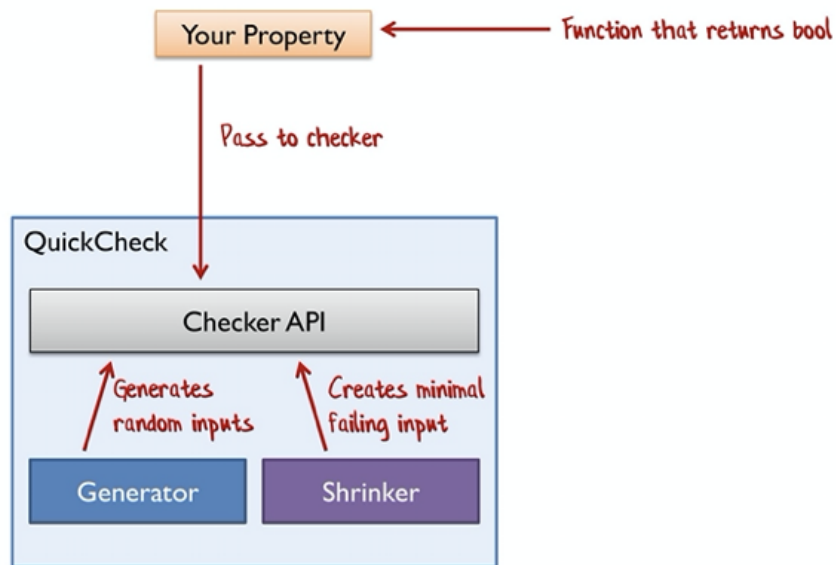 Your Property
Function that returns bool
Pass to checker
QuickCheck
Checker API
Generates
random inputs
Creates minimal
failing input
Generator
Shrinker